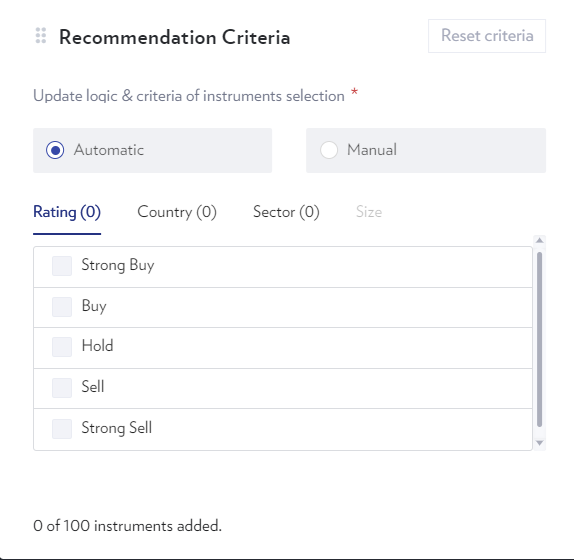 Recommendation Criteria
Reset criteria
Update logic & criteria of instruments selection *
Automatic
Manual
Rating (0)
Country (0)
Sector (0)
Size
Strong Buy
Buy
Hold
Sell
Strong Sell
0 of 100 instruments added.